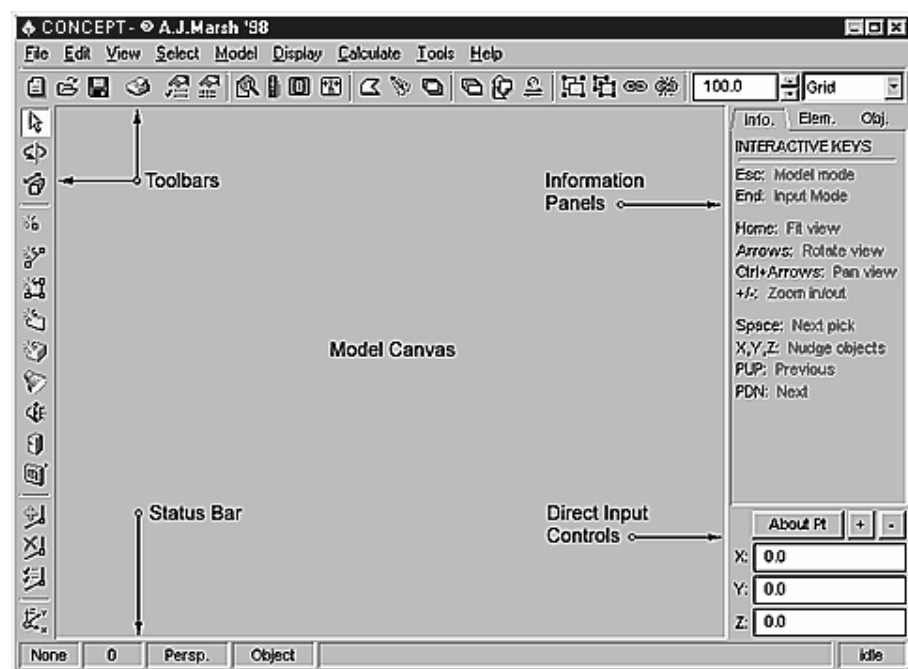 CONCEPT - © A.J.Marsh '98
File Edit View Select Model Display Calculate Tools Help
100.0 Grid
Info. Elem. Obj.
INTERACTIVE KEYS
Esc: Model mode
End: Input Mode
Home: Fit view
Arrows: Rotate view
Ctrl+Arrows: Pan view
+/-: Zoom in/out
Space: Next pick
X,Y,Z: Nudge objects
PUP: Previous
PDN: Next
Toolbars
Information
Panels
Model Canvas
Status Bar
Direct Input
Controls
About Pt + -
X: 0.0
Y: 0.0
Z: 0.0
None 0 Persp. Object idle